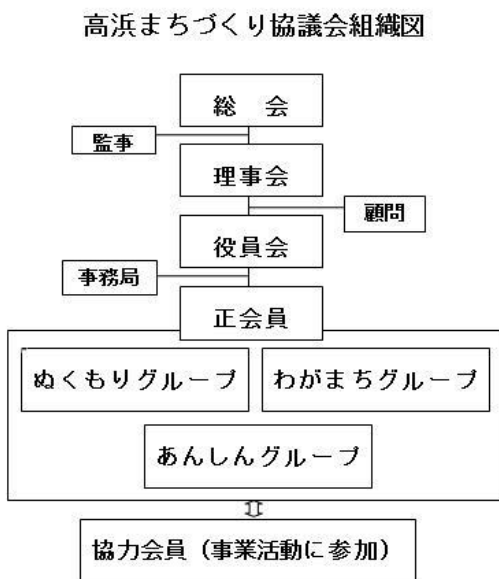 高浜まちづくり協議会組織図
総　会
監事
理事会
顧問
役員会
事務局
正会員
ぬくもりグループ
わがまちグループ
あんしんグループ
協力会員（事業活動に参加）